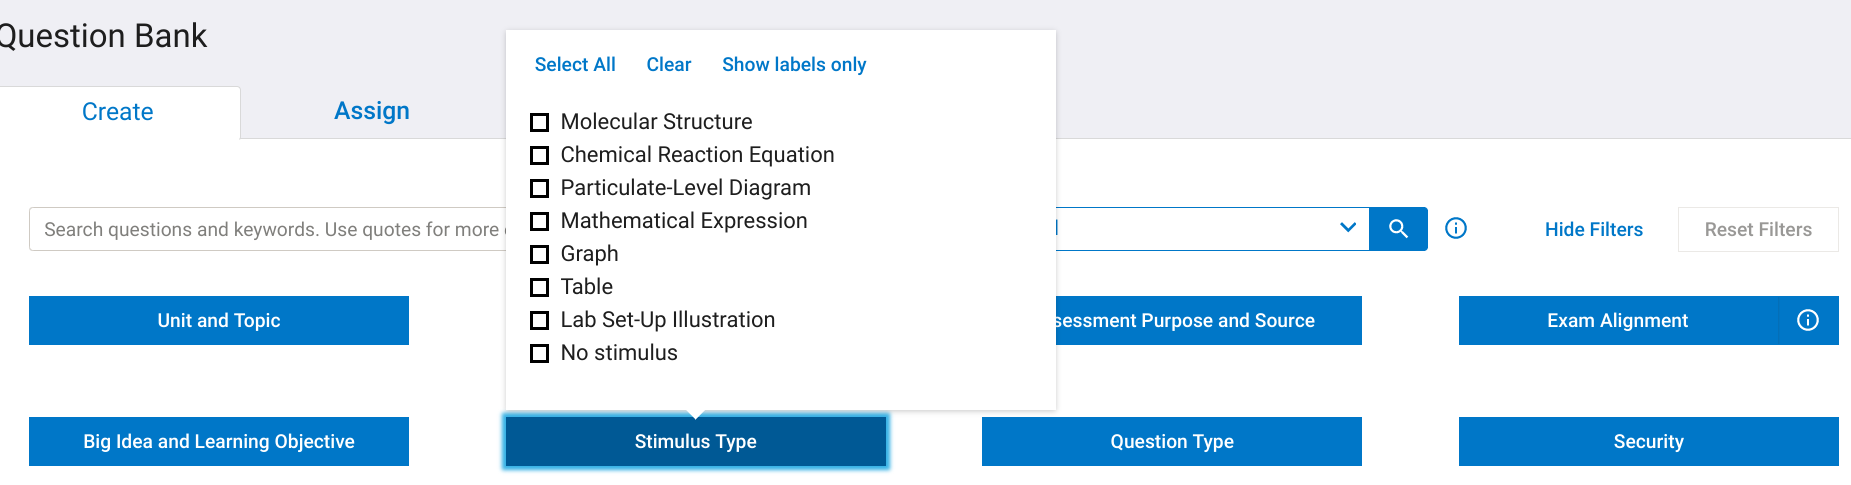 Question Bank
Select All Clear Show labels only
Create Assign
Molecular Structure
Chemical Reaction Equation
Particulate-Level Diagram
Mathematical Expression
Graph
Table
Lab Set-Up Illustration
No stimulus
Search questions and keywords. Use quotes for more
Hide Filters Reset Filters
Unit and Topic
sessment Purpose and Source
Exam Alignment
Big Idea and Learning Objective
Stimulus Type
Question Type
Security